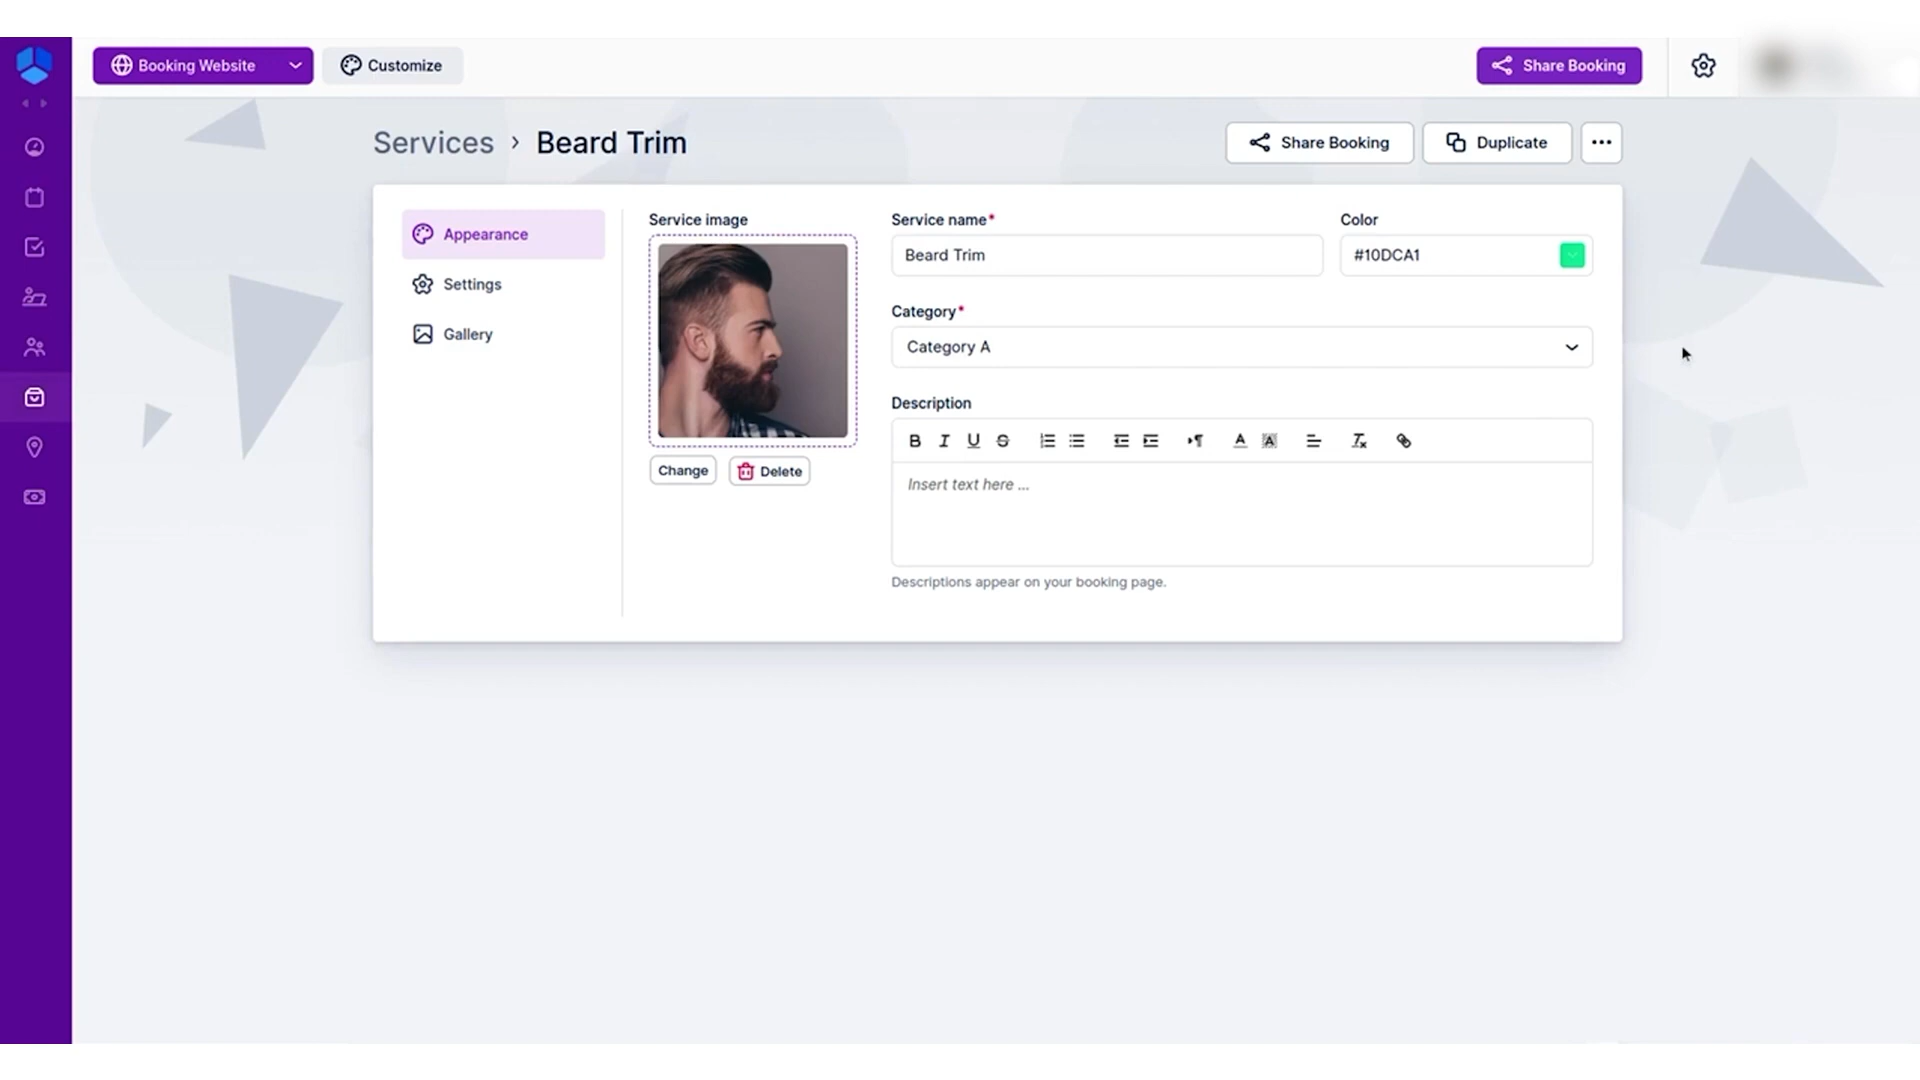 Booking Website
Customize
Share Booking
Services › Beard Trim
Share Booking
Duplicate
Appearance
Settings
Gallery
Service image
Change
Delete
Service name*
Beard Trim
Color
#10DCA1
Category*
Category A
Description
Insert text here ...
Descriptions appear on your booking page.